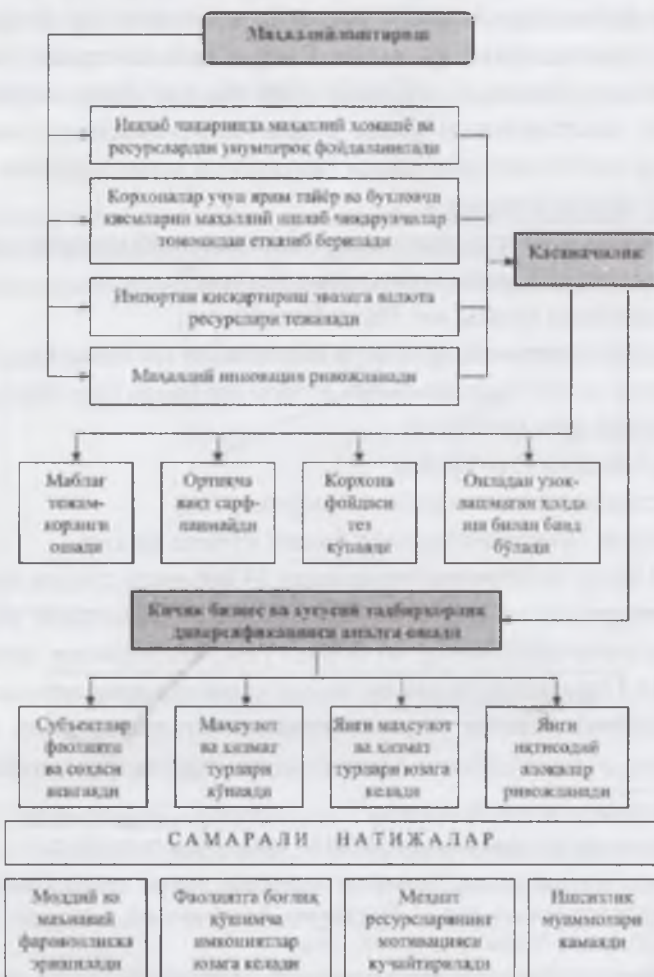 Маҳаллийлаштириш
Ишлаб чиқаришда маҳаллий хомашё ва
ресурслардан унумлироқ фойдаланилади
Корхоналар учун ярим тайёр ва бутловчи
қисмларни маҳаллий ишлаб чиқарувчилар
томонидан етказиб берилади
Касаначилик
Импортни қисқартириш эвазига валюта
ресурслари тежалади
Маҳаллий инновация ривожланади
Маблағ
тежам-
ошади
Ортиқча
вақт сарф-
ланмайди
Корхона
фойдаси
тез
кўпаяди
Оиладан узоқ-
лашмаган ҳолда
иш билан банд
бўлади
Кичик бизнес ва хусусий тадбиркорлик
диверсификацияси амалга ошади
Субъектлар
фаолияти
ва соҳаси
кенгаяди
Маҳсулот
ва хизмат
турлари
кўпаяди
Янги маҳсулот
ва хизмат
турлари юзага
келади
Янги
иқтисодий
алоқалар
ривожланади
САМАРАЛИ НАТИЖАЛАР
Моддий ва
маънавий
фаровонликка
эришилади
Фаолиятга боғлиқ
қўшимча
имкониятлар
юзага келади
Меҳнат
ресурсларининг
мотивацияси
кучайтирилади
Ишсизлик
муаммолари
камаяди